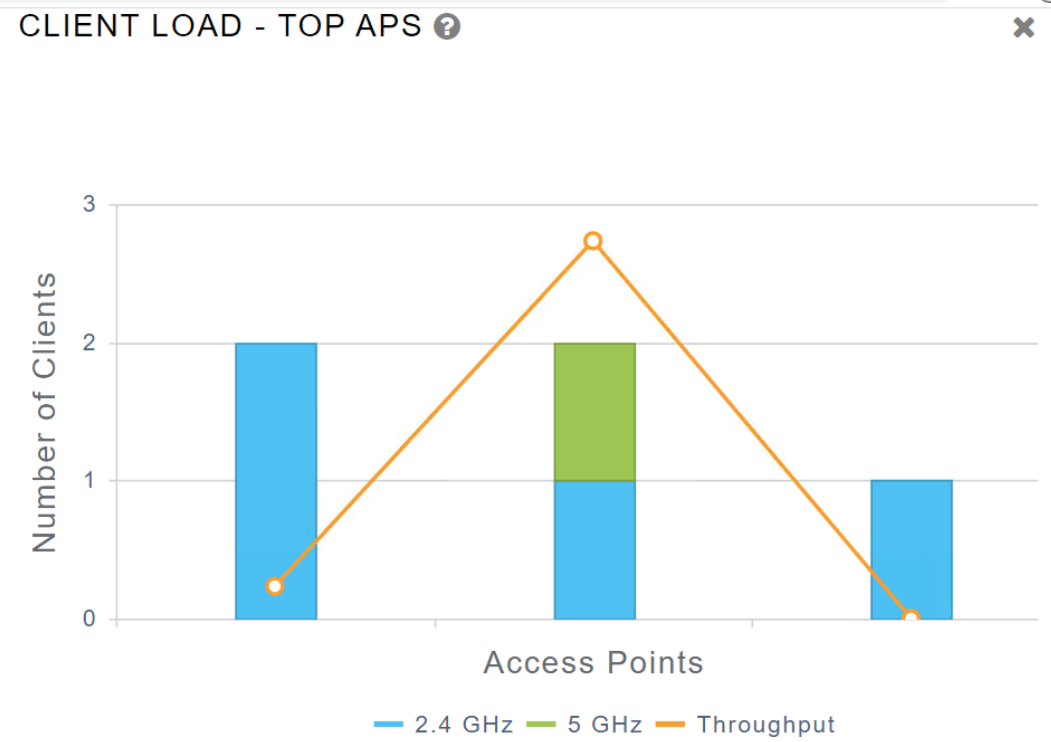 CLIENT LOAD - TOP APS ?
3
2
1
0
Number of Clients
Access Points
2.4 GHz 5 GHz Throughput